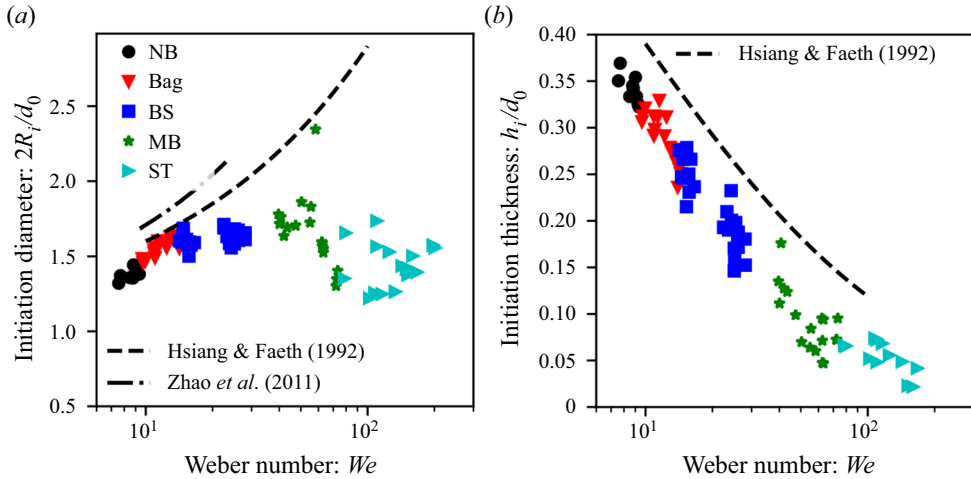 (a)
NB
Bag
BS
MB
ST
2.5
2.0
1.5
1.0
0.5
Initiation diameter: 2R_i/d_0
Hsiang & Faeth (1992)
Zhao et al. (2011)
10^1
10^2
Weber number: We
(b)
Hsiang & Faeth (1992)
0.40
0.35
0.30
0.25
0.20
0.15
0.10
0.05
0
Initiation thickness: h_i/d_0
10^1
10^2
Weber number: We